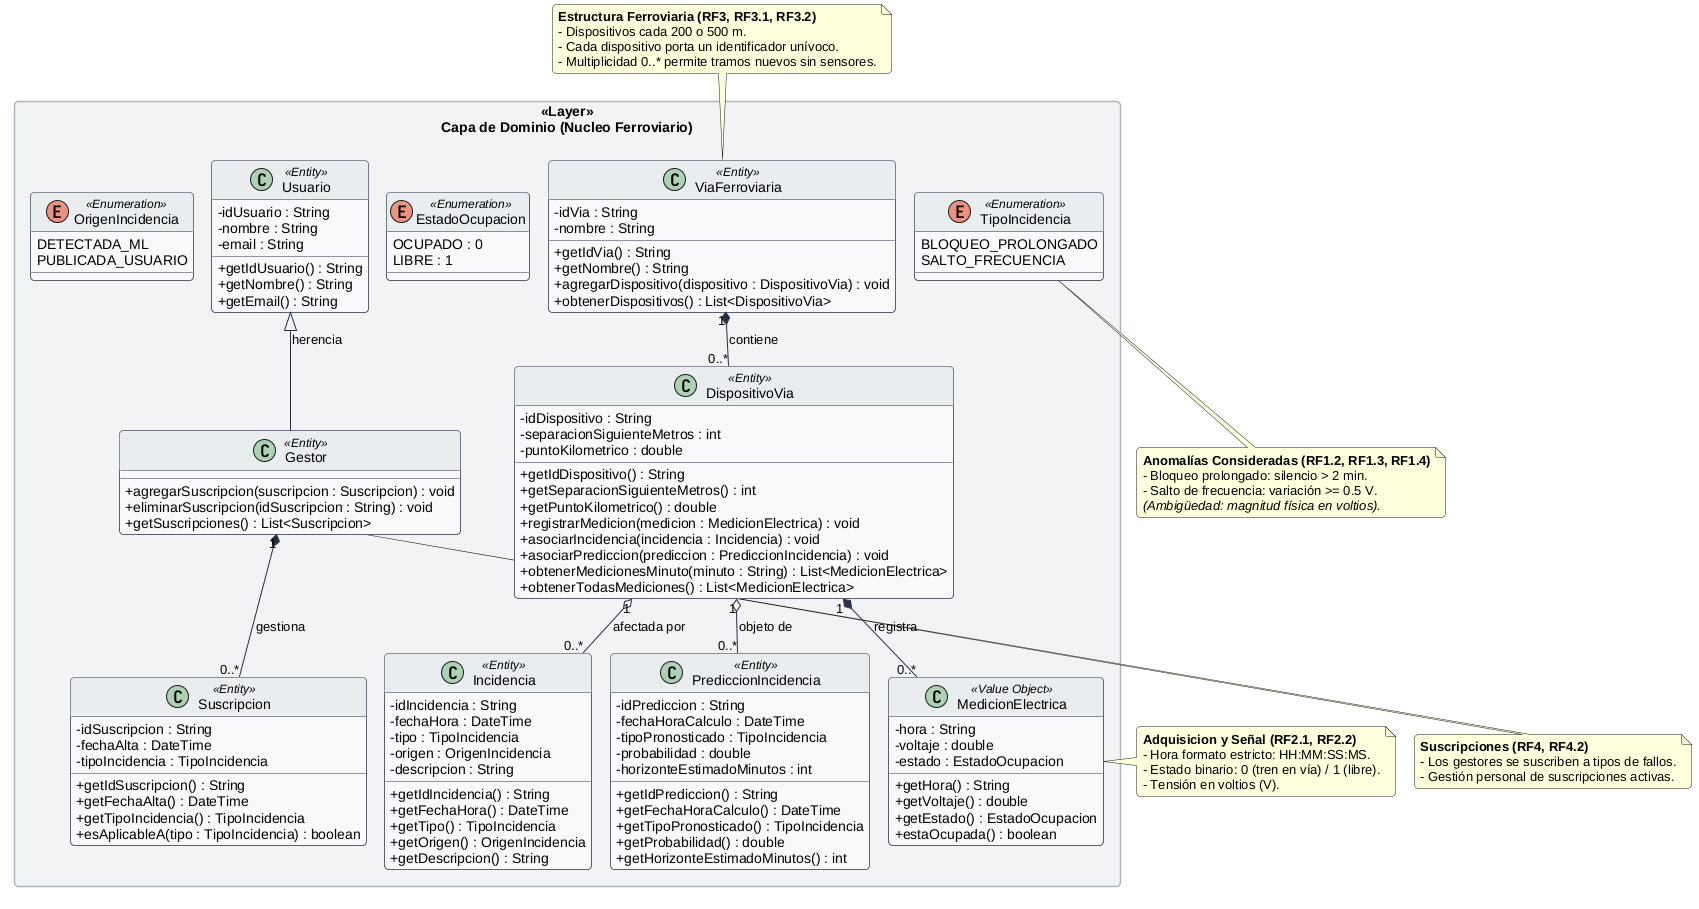 Estructura Ferroviaria (RF3, RF3.1, RF3.2)
- Dispositivos cada 200 o 500 m.
- Cada dispositivo porta un identificador unívoco.
- Multiplicidad 0..* permite tramos nuevos sin sensores.
«Layer»
Capa de Dominio (Nucleo Ferroviario)
E
«Enumeration»
OrigenIncidencia
DETECTADA_ML
PUBLICADA_USUARIO
C
«Entity»
Usuario
-idUsuario : String
-nombre : String
-email : String
+getIdUsuario() : String
+getNombre() : String
+getEmail() : String
E
«Enumeration»
EstadoOcupacion
OCUPADO : 0
LIBRE : 1
C
«Entity»
ViaFerroviaria
-idVia : String
-nombre : String
+getIdVia() : String
+getNombre() : String
+agregarDispositivo(dispositivo : DispositivoVia) : void
+obtenerDispositivos() : List<DispositivoVia>
E
«Enumeration»
TipoIncidencia
BLOQUEO_PROLONGADO
SALTO_FRECUENCIA
herencia
1
contiene
0..*
C
«Entity»
Gestor
+agregarSuscripcion(suscripcion : Suscripcion) : void
+eliminarSuscripcion(idSuscripcion : String) : void
+getSuscripciones() : List<Suscripcion>
C
«Entity»
DispositivoVia
-idDispositivo : String
-separacionSiguienteMetros : int
-puntoKilometrico : double
+getIdDispositivo() : String
+getSeparacionSiguienteMetros() : int
+getPuntoKilometrico() : double
+registrarMedicion(medicion : MedicionElectrica) : void
+asociarIncidencia(incidencia : Incidencia) : void
+asociarPrediccion(prediccion : PrediccionIncidencia) : void
+obtenerMedicionesMinuto(minuto : String) : List<MedicionElectrica>
+obtenerTodasMediciones() : List<MedicionElectrica>
Anomalías Consideradas (RF1.2, RF1.3, RF1.4)
- Bloqueo prolongado: silencio > 2 min.
- Salto de frecuencia: variación >= 0.5 V.
(Ambigüedad: magnitud física en voltios).
1
gestiona
0..*
1
afectada por
0..*
1
objeto de
0..*
1
registra
0..*
C
«Entity»
Suscripcion
-idSuscripcion : String
-fechaAlta : DateTime
-tipoIncidencia : TipoIncidencia
+getIdSuscripcion() : String
+getFechaAlta() : DateTime
+getTipoIncidencia() : TipoIncidencia
+esAplicableA(tipo : TipoIncidencia) : boolean
C
«Entity»
Incidencia
-idIncidencia : String
-fechaHora : DateTime
-tipo : TipoIncidencia
-origen : OrigenIncidencia
-descripcion : String
+getIdIncidencia() : String
+getFechaHora() : DateTime
+getTipo() : TipoIncidencia
+getOrigen() : OrigenIncidencia
+getDescripcion() : String
C
«Entity»
PrediccionIncidencia
-idPrediccion : String
-fechaHoraCalculo : DateTime
-tipoPronosticado : TipoIncidencia
-probabilidad : double
-horizonteEstimadoMinutos : int
+getIdPrediccion() : String
+getFechaHoraCalculo() : DateTime
+getTipoPronosticado() : TipoIncidencia
+getProbabilidad() : double
+getHorizonteEstimadoMinutos() : int
C
«Value Object»
MedicionElectrica
-hora : String
-voltaje : double
-estado : EstadoOcupacion
+getHora() : String
+getVoltaje() : double
+getEstado() : EstadoOcupacion
+estaOcupada() : boolean
Adquisicion y Señal (RF2.1, RF2.2)
- Hora formato estricto: HH:MM:SS:MS.
- Estado binario: 0 (tren en vía) / 1 (libre).
- Tensión en voltios (V).
Suscripciones (RF4, RF4.2)
- Los gestores se suscriben a tipos de fallos.
- Gestión personal de suscripciones activas.